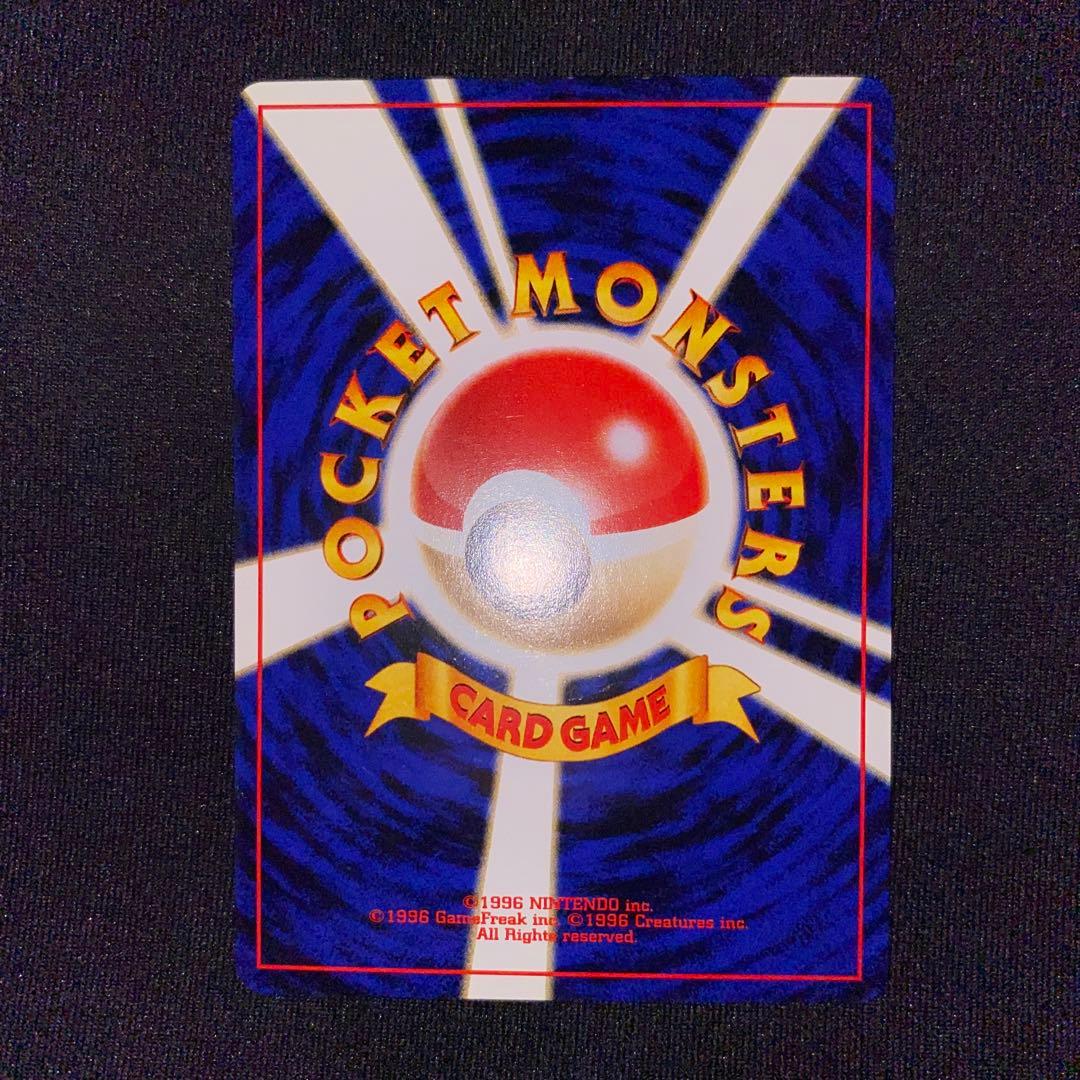 POCKET MONSTERS
CARD GAME
©1996 NINTENDO inc.
©1996 GameFreak inc. ©1996 Creatures inc.
All Rights reserved.